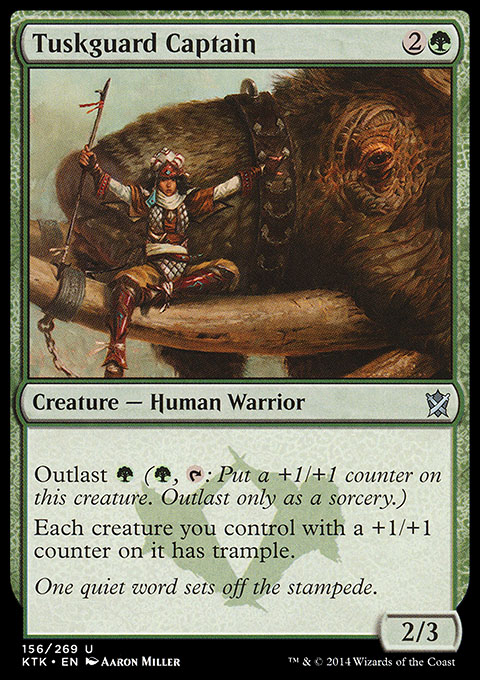 Tuskguard Captain 2
Creature — Human Warrior
Outlast (, : Put a +1/+1 counter on
this creature. Outlast only as a sorcery.)
Each creature you control with a +1/+1
counter on it has trample.
One quiet word sets off the stampede.
2/3
156/269 U
KTK • EN Aaron Miller
™ & © 2014 Wizards of the Coast